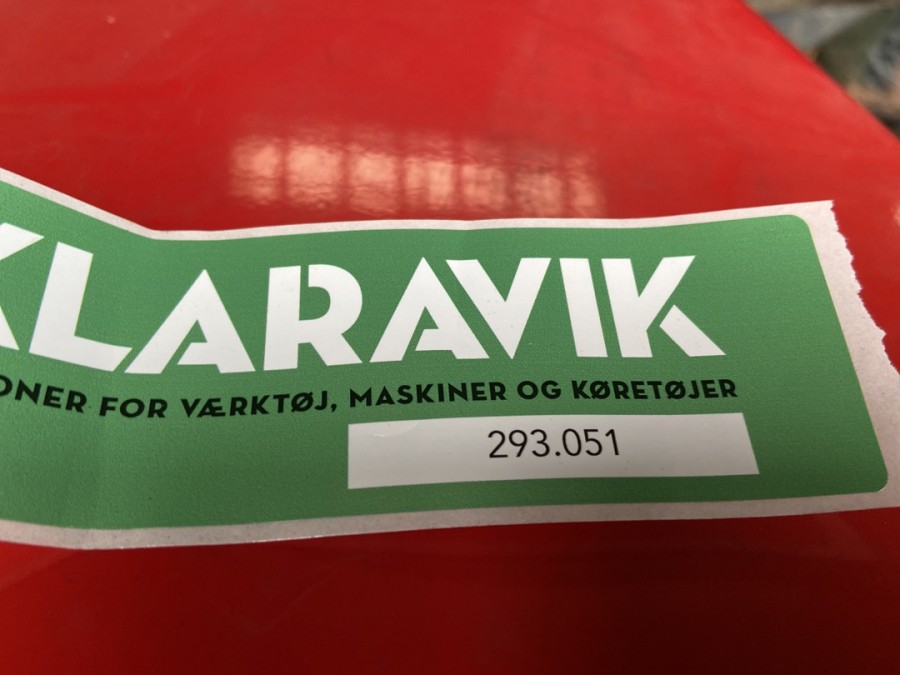 KLARAVIK
ONER FOR VÆRKTØJ, MASKINER OG KØRETØJER
293.051